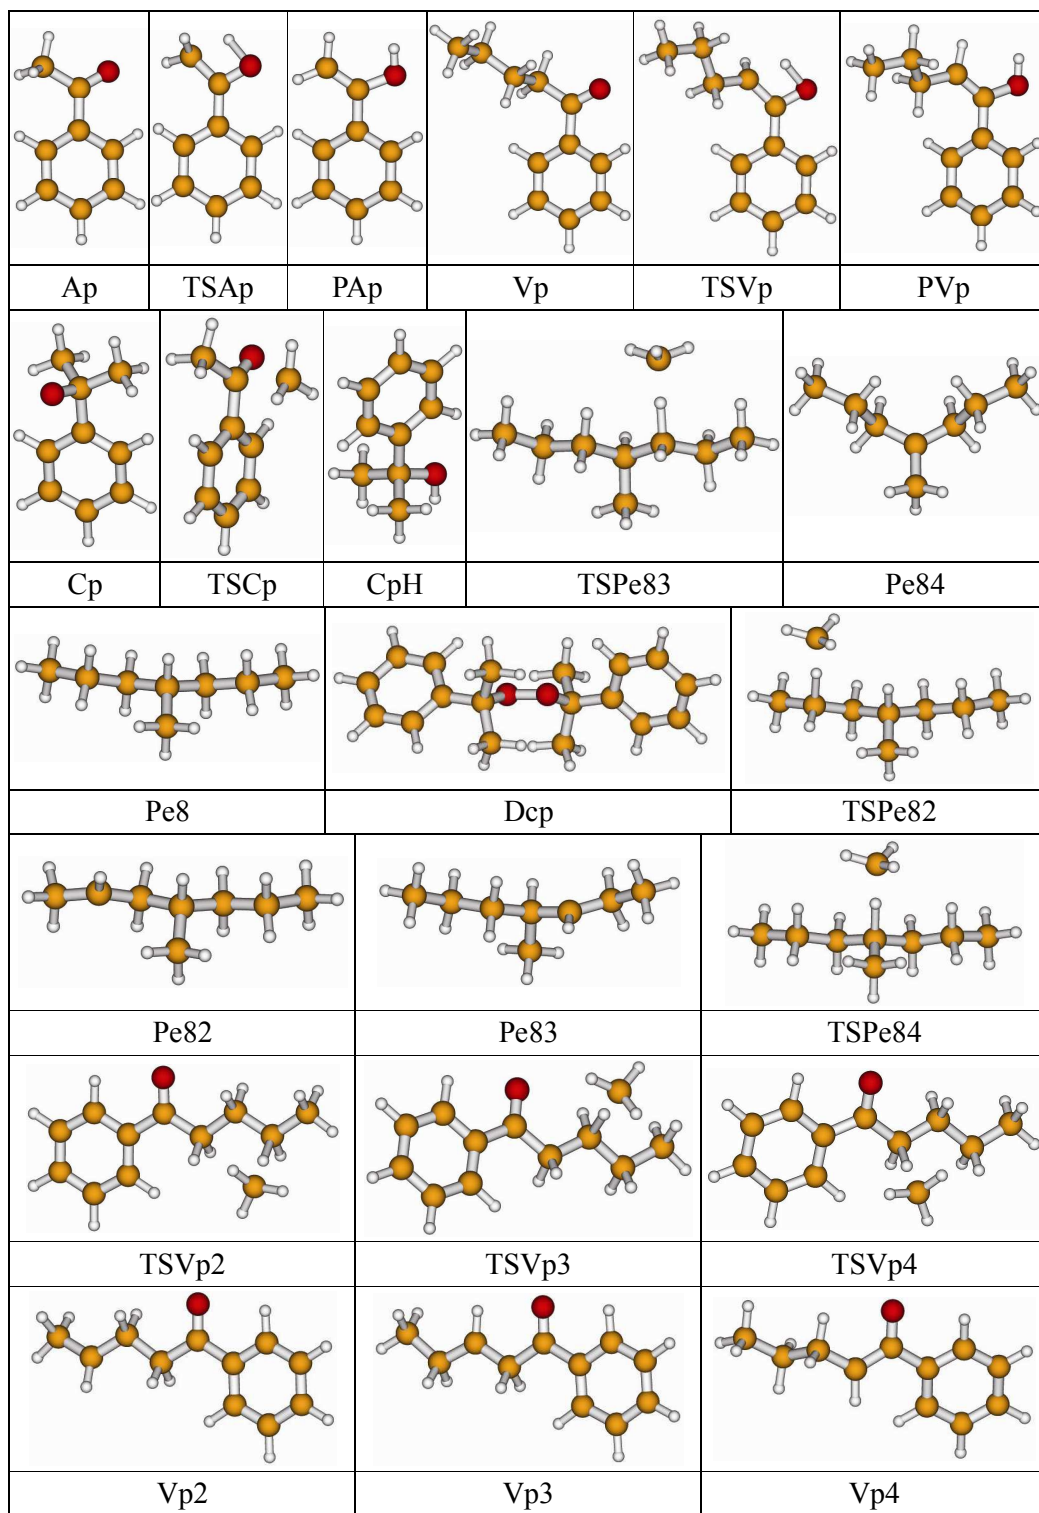 Ap TSAp PAp Vp TSVp PVp
Cp TSCp CpH TSPe83 Pe84
Pe8 Dcp TSPe82
Pe82 Pe83 TSPe84
TSVp2 TSVp3 TSVp4
Vp2 Vp3 Vp4